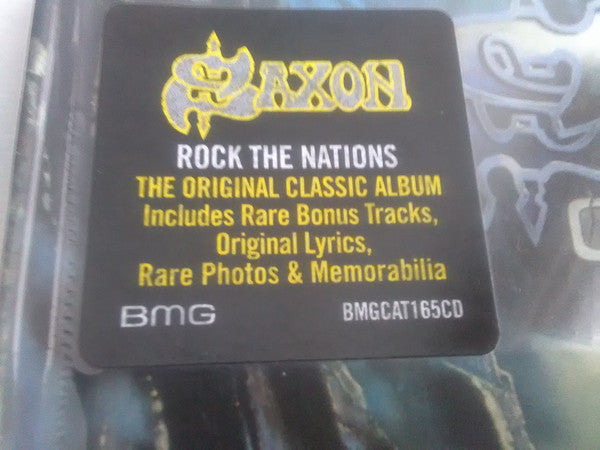 SAXON
ROCK THE NATIONS
THE ORIGINAL CLASSIC ALBUM
Includes Rare Bonus Tracks,
Original Lyrics,
Rare Photos & Memorabilia
BMG
BMGCAT165CD